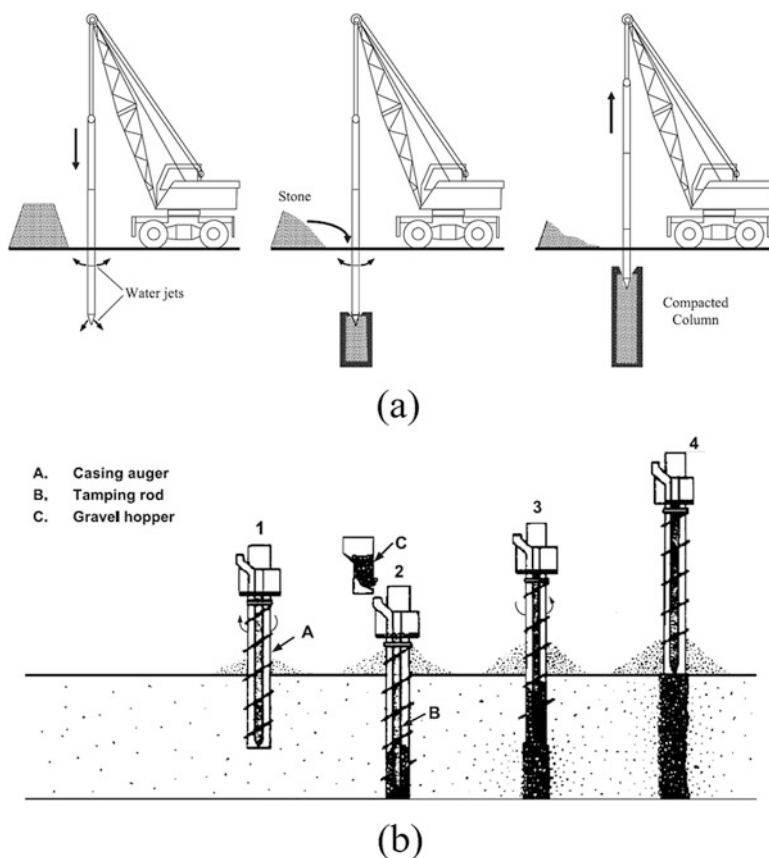 Stone
Water jets
Compacted
Column
(a)
A. Casing auger
B. Tamping rod
C. Gravel hopper
1
2
3
4
A
B
C
(b)